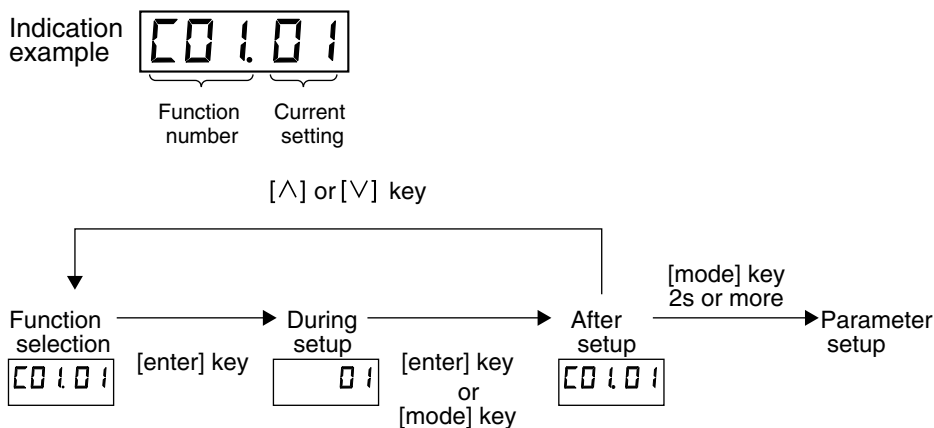 Indication
example
C01.01
Function
number
Current
setting
[∧] or [∨] key
[mode] key
2s or more
Function
selection
C01.01
[enter] key
During
setup
01
[enter] key
or
[mode] key
After
setup
C01.01
Parameter
setup